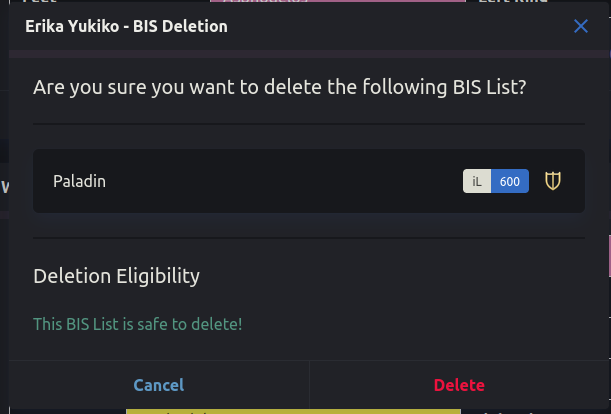 Erika Yukiko - BIS Deletion
Are you sure you want to delete the following BIS List?
Paladin
iL 600
Deletion Eligibility
This BIS List is safe to delete!
Cancel Delete